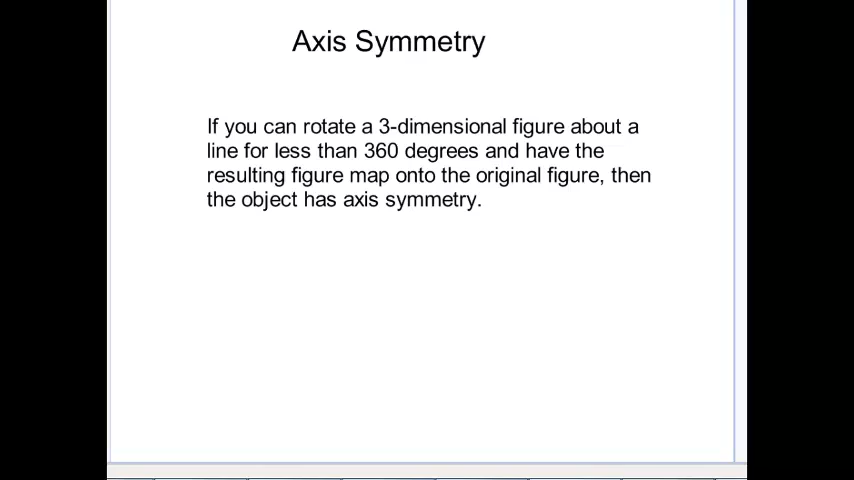 Axis Symmetry
If you can rotate a 3-dimensional figure about a
line for less than 360 degrees and have the
resulting figure map onto the original figure, then
the object has axis symmetry.